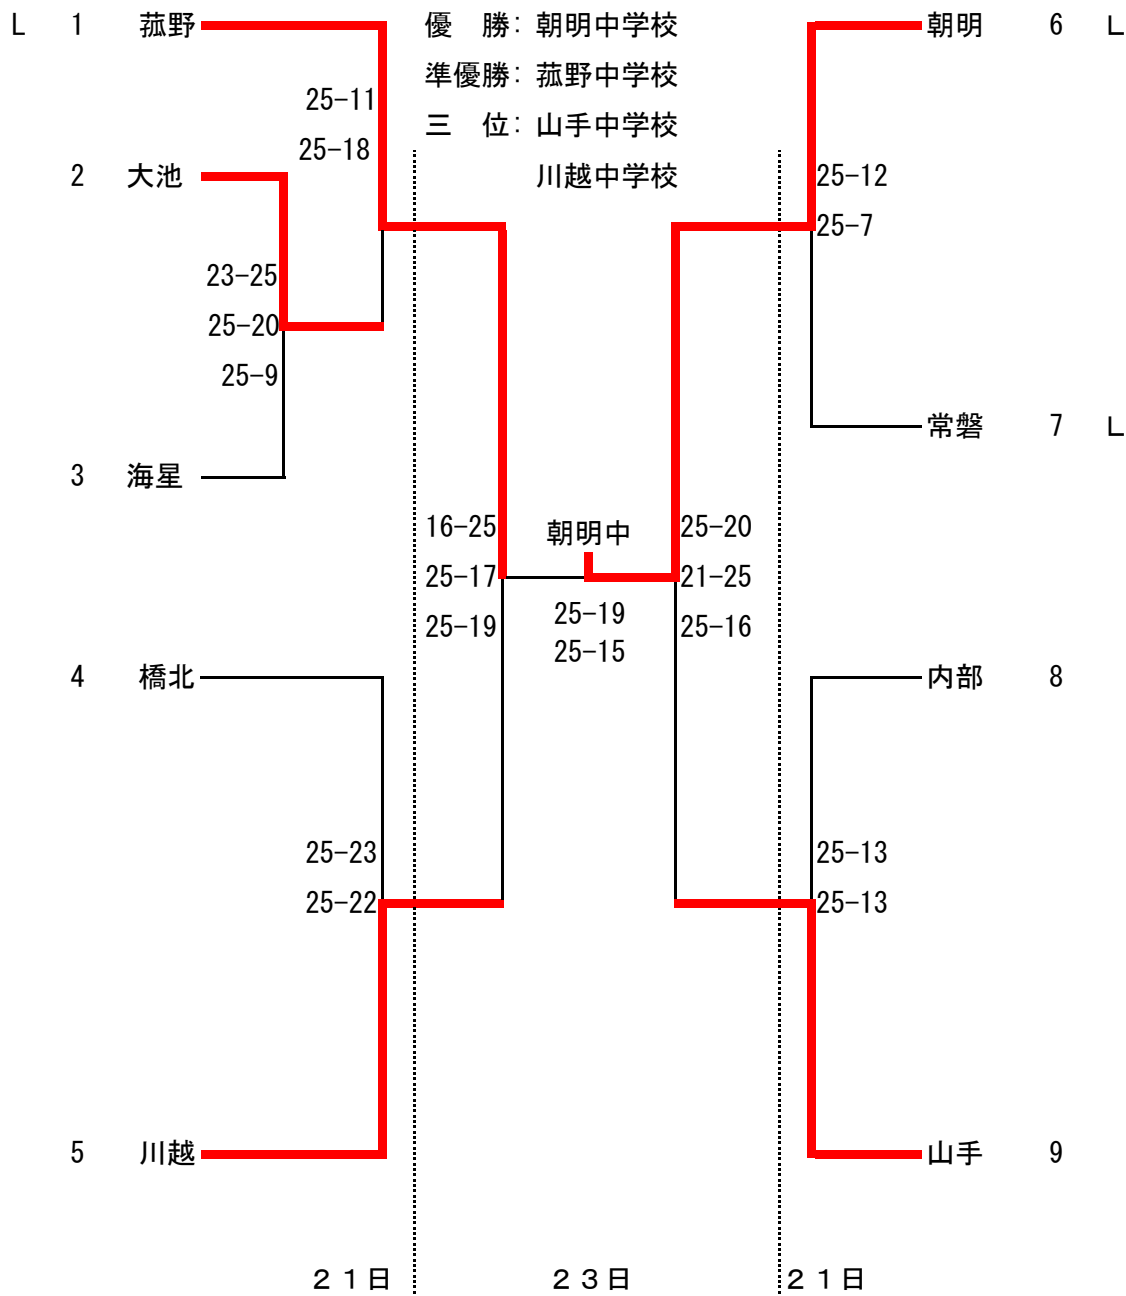 L 1 菰野 優　勝：朝明中学校 朝明 6 L
準優勝：菰野中学校
25-11
三　位：山手中学校
25-18
2 大池 川越中学校 25-12
25-7
23-25
25-20
25-9
常磐 7 L
3 海星
16-25 朝明中 25-20
25-17 21-25
25-19 25-19 25-16
25-15
4 橋北 内部 8
25-23 25-13
25-22 25-13
5 川越 山手 9
２１日 ２３日 ２１日